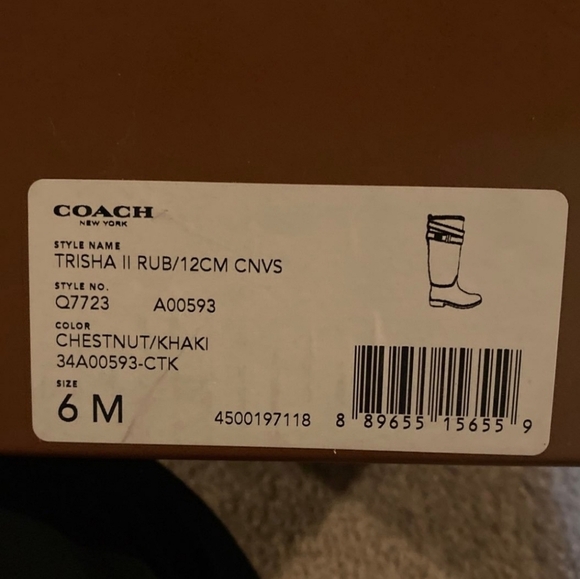 COACH
NEW YORK
STYLE NAME
TRISHA II RUB/12CM CNVS
STYLE NO.
Q7723 A00593
COLOR
CHESTNUT/KHAKI
34A00593-CTK
SIZE
6 M
4500197118 8 89655 15655 9